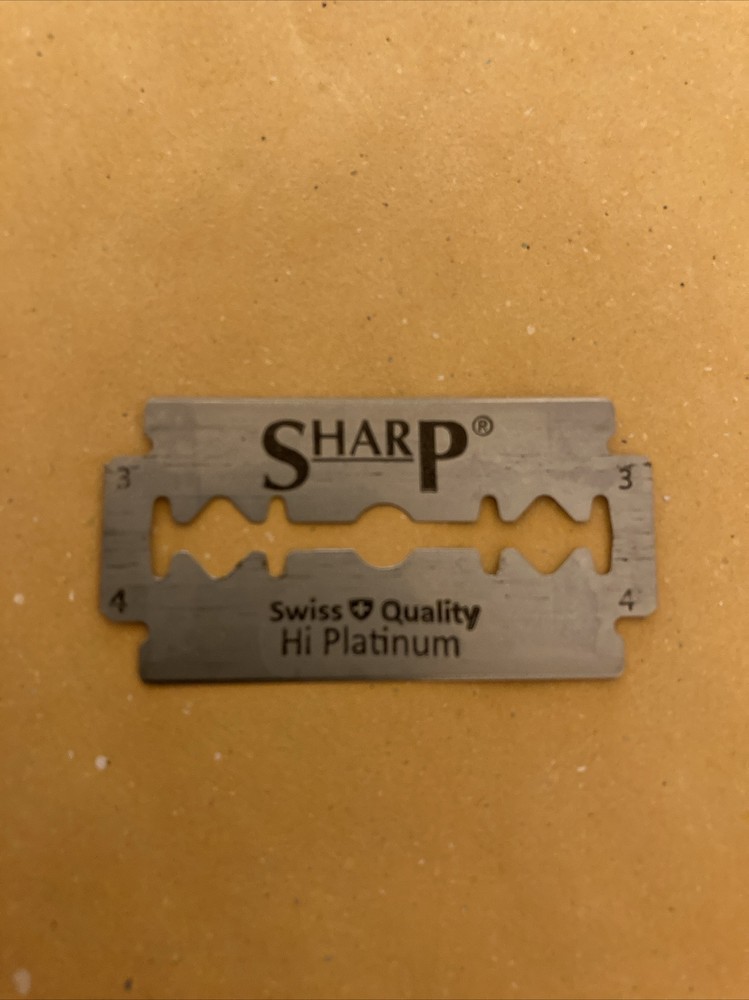 SHARP®
3 3
4 4
Swiss Quality
Hi Platinum